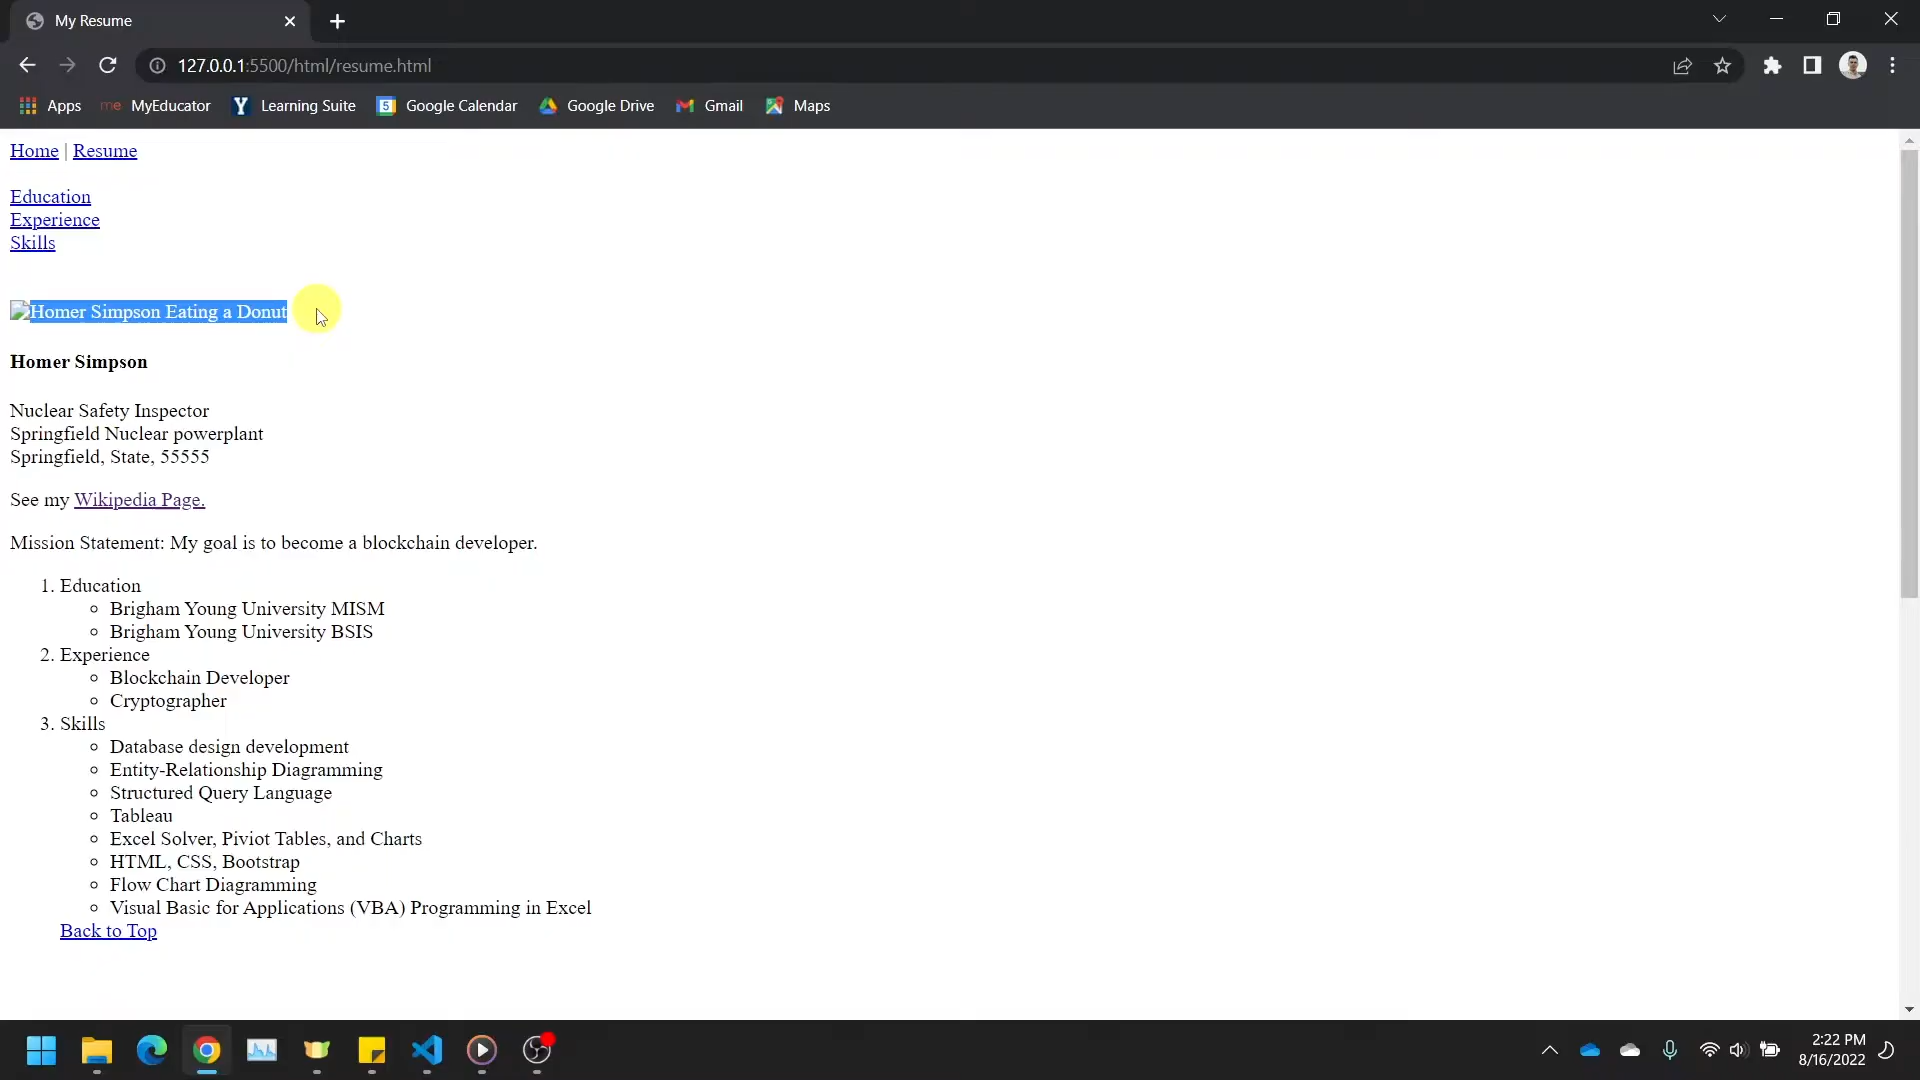 My Resume
127.0.0.1:5500/html/resume.html
Apps me MyEducator Y Learning Suite 5 Google Calendar Google Drive Gmail Maps
Home | Resume
Education
Experience
Skills
Homer Simpson Eating a Donut
Homer Simpson
Nuclear Safety Inspector
Springfield Nuclear powerplant
Springfield, State, 55555
See my Wikipedia Page.
Mission Statement: My goal is to become a blockchain developer.
1. Education
Brigham Young University MISM
Brigham Young University BSIS
2. Experience
Blockchain Developer
Cryptographer
3. Skills
Database design development
Entity-Relationship Diagramming
Structured Query Language
Tableau
Excel Solver, Piviot Tables, and Charts
HTML, CSS, Bootstrap
Flow Chart Diagramming
Visual Basic for Applications (VBA) Programming in Excel
Back to Top
2:22 PM
8/16/2022